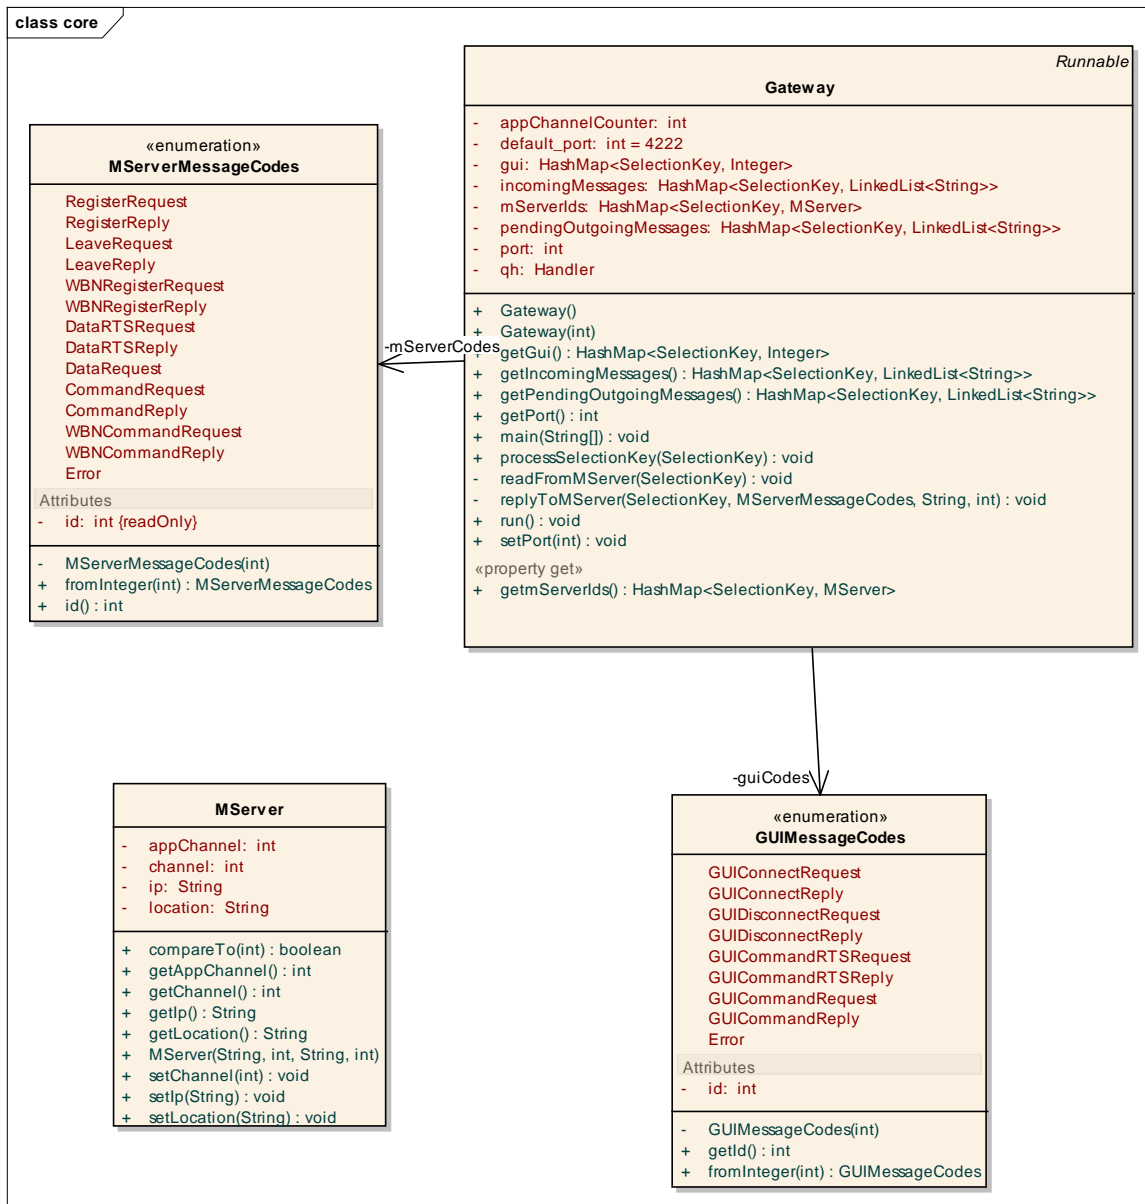 class core
Runnable
Gateway
- appChannelCounter: int
- default_port: int = 4222
- gui: HashMap<SelectionKey, Integer>
- incomingMessages: HashMap<SelectionKey, LinkedList<String>>
- mServerIds: HashMap<SelectionKey, MServer>
- pendingOutgoingMessages: HashMap<SelectionKey, LinkedList<String>>
- port: int
- qh: Handler
+ Gateway()
+ Gateway(int)
+ getGui() : HashMap<SelectionKey, Integer>
+ getIncomingMessages() : HashMap<SelectionKey, LinkedList<String>>
+ getPendingOutgoingMessages() : HashMap<SelectionKey, LinkedList<String>>
+ getPort() : int
+ main(String[]) : void
+ processSelectionKey(SelectionKey) : void
- readFromMServer(SelectionKey) : void
- replyToMServer(SelectionKey, MServerMessageCodes, String, int) : void
+ run() : void
+ setPort(int) : void
«property get»
+ getmServerIds() : HashMap<SelectionKey, MServer>
«enumeration»
MServerMessageCodes
RegisterRequest
RegisterReply
LeaveRequest
LeaveReply
WBNRegisterRequest
WBNRegisterReply
DataRTSRequest
DataRTSReply
DataRequest
CommandRequest
CommandReply
WBNCommandRequest
WBNCommandReply
Error
Attributes
- id: int {readOnly}
- MServerMessageCodes(int)
+ fromInteger(int) : MServerMessageCodes
+ id() : int
-mServerCodes
-guiCodes
MServer
- appChannel: int
- channel: int
- ip: String
- location: String
+ compareTo(int) : boolean
+ getAppChannel() : int
+ getChannel() : int
+ getIp() : String
+ getLocation() : String
+ MServer(String, int, String, int)
+ setChannel(int) : void
+ setIp(String) : void
+ setLocation(String) : void
«enumeration»
GUIMessageCodes
GUIConnectRequest
GUIConnectReply
GUIDisconnectRequest
GUIDisconnectReply
GUICommandRTSRequest
GUICommandRTSReply
GUICommandRequest
GUICommandReply
Error
Attributes
- id: int
- GUIMessageCodes(int)
+ getId() : int
+ fromInteger(int) : GUIMessageCodes